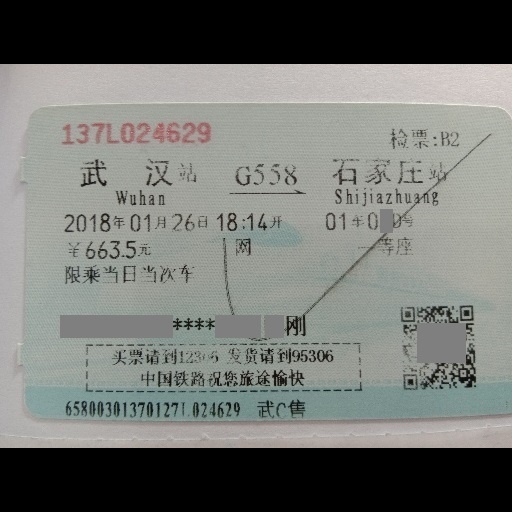 137L024629 检票:B2
武汉站 G558 石家庄站
Wuhan Shijiazhuang
2018年01月26日18:14开 01车0 0号
￥663.5元 网 一等座
限乘当日当次车
**** 刚
买票请到12306 发货请到95306
中国铁路祝您旅途愉快
65800301370127L024629 武C售